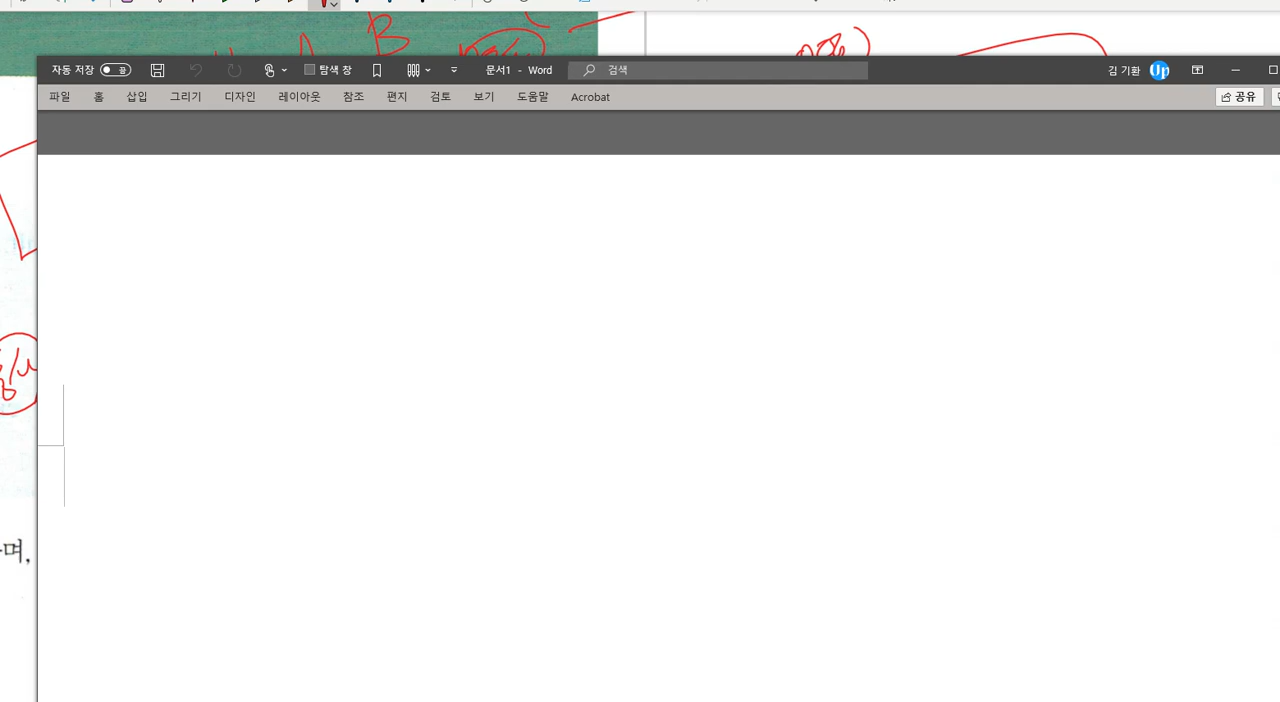 B
자동 저장 끔 탐색 창 문서1 - Word 검색 김 기환 Up
파일 홈 삽입 그리기 디자인 레이아웃 참조 편지 검토 보기 도움말 Acrobat 공유
며,